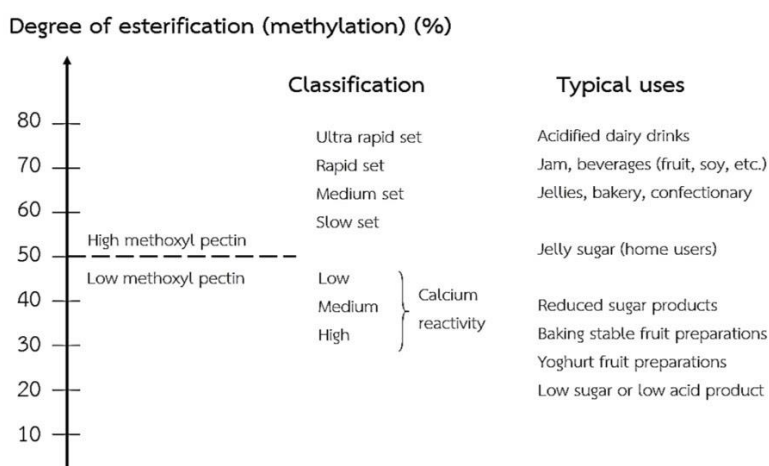 Degree of esterification (methylation) (%)
Classification
Typical uses
80
Ultra rapid set
Acidified dairy drinks
70
Rapid set
Jam, beverages (fruit, soy, etc.)
Medium set
Jellies, bakery, confectionary
60
Slow set
High methoxyl pectin
50
Jelly sugar (home users)
Low methoxyl pectin
Low
Medium
High
Calcium
reactivity
40
Reduced sugar products
30
Baking stable fruit preparations
Yoghurt fruit preparations
20
Low sugar or low acid product
10